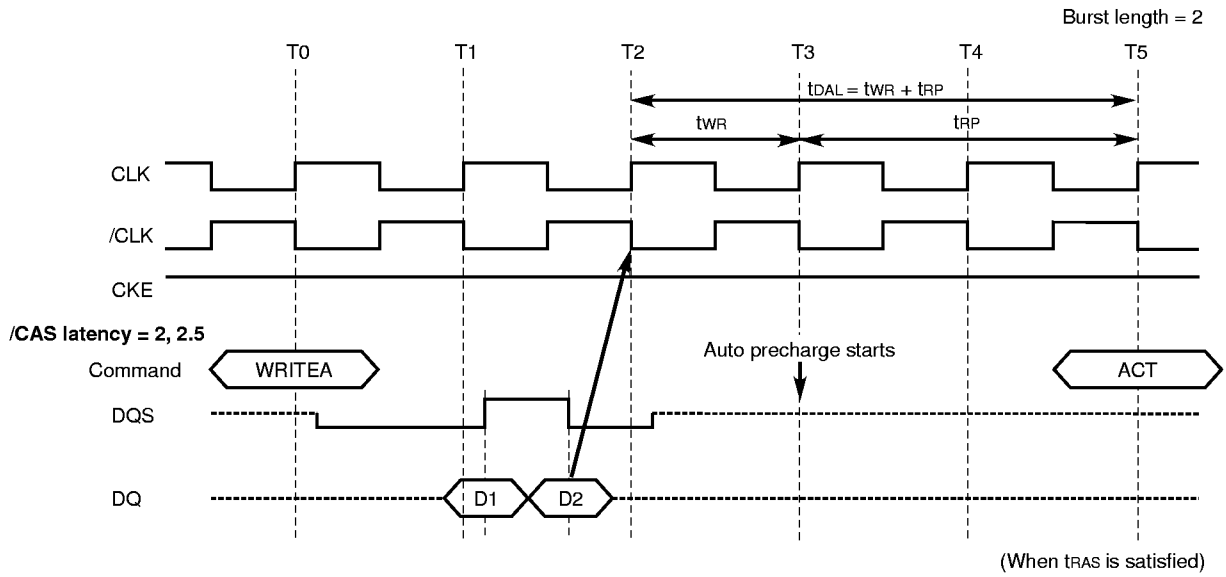 Burst length = 2
T0 T1 T2 T3 T4 T5
tDAL = tWR + tRP
tWR tRP
CLK
/CLK
CKE
/CAS latency = 2, 2.5
Auto precharge starts
Command WRITEA ACT
DQS
DQ D1 D2
(When tRAS is satisfied)